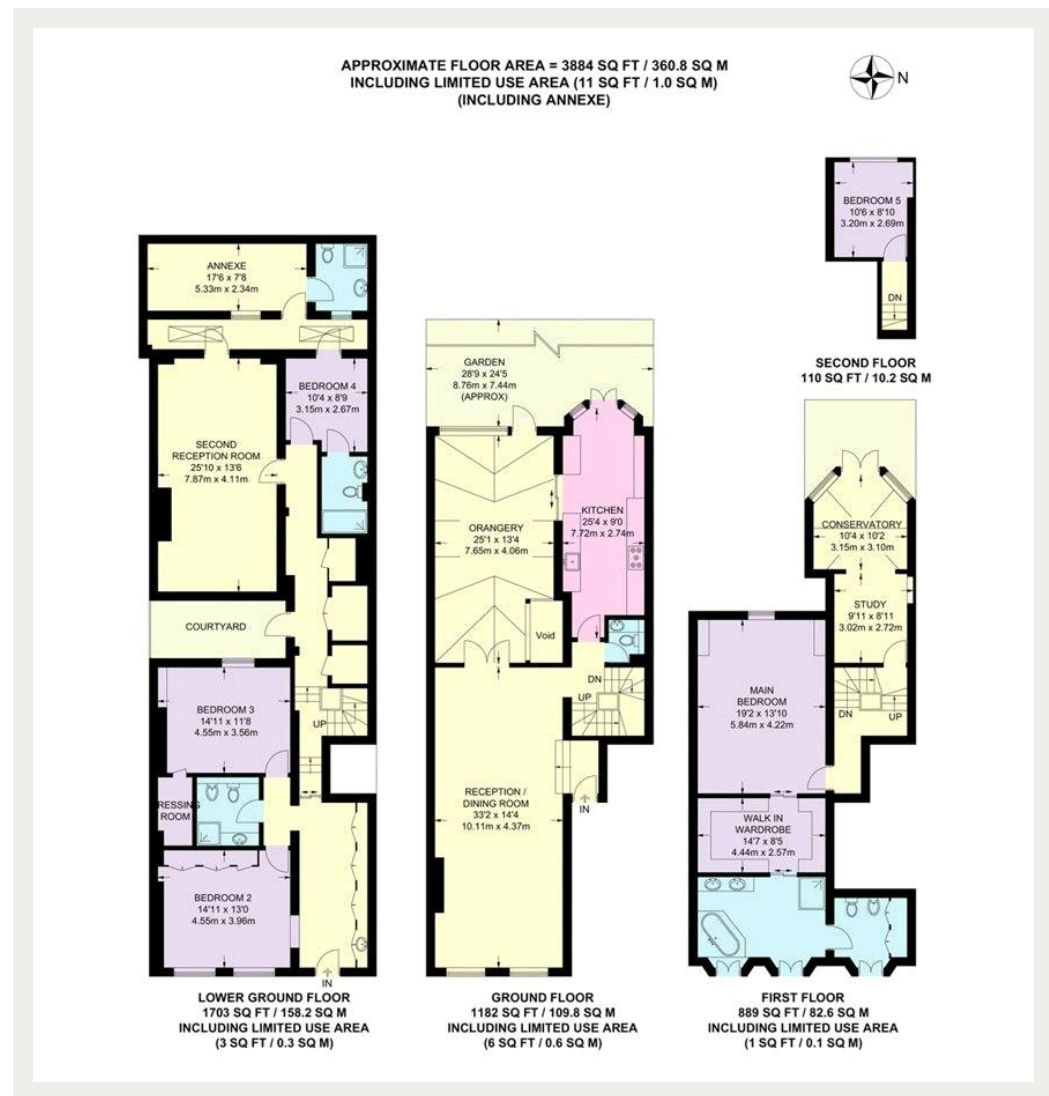 APPROXIMATE FLOOR AREA = 3884 SQ FT / 360.8 SQ M
INCLUDING LIMITED USE AREA (11 SQ FT / 1.0 SQ M)
(INCLUDING ANNEXE)
N
BEDROOM 5
10'6 x 8'10
3.20m x 2.69m
DN
SECOND FLOOR
110 SQ FT / 10.2 SQ M
ANNEXE
17'6 x 7'8
5.33m x 2.34m
BEDROOM 4
10'4 x 8'9
3.15m x 2.67m
SECOND
RECEPTION ROOM
25'10 x 13'6
7.87m x 4.11m
COURTYARD
BEDROOM 3
14'11 x 11'8
4.55m x 3.56m
UP
RESSING
ROOM
BEDROOM 2
14'11 x 13'0
4.55m x 3.96m
IN
LOWER GROUND FLOOR
1703 SQ FT / 158.2 SQ M
INCLUDING LIMITED USE AREA
(3 SQ FT / 0.3 SQ M)
GARDEN
28'9 x 24'5
8.76m x 7.44m
(APPROX)
KITCHEN
25'4 x 9'0
7.72m x 2.74m
ORANGERY
25'1 x 13'4
7.65m x 4.06m
Void
DN
UP
RECEPTION /
DINING ROOM
33'2 x 14'4
10.11m x 4.37m
IN
GROUND FLOOR
1182 SQ FT / 109.8 SQ M
INCLUDING LIMITED USE AREA
(6 SQ FT / 0.6 SQ M)
CONSERVATORY
10'4 x 10'2
3.15m x 3.10m
STUDY
9'11 x 8'11
3.02m x 2.72m
MAIN
BEDROOM
19'2 x 13'10
5.84m x 4.22m
DN
UP
WALK IN
WARDROBE
14'7 x 8'5
4.44m x 2.57m
FIRST FLOOR
889 SQ FT / 82.6 SQ M
INCLUDING LIMITED USE AREA
(1 SQ FT / 0.1 SQ M)